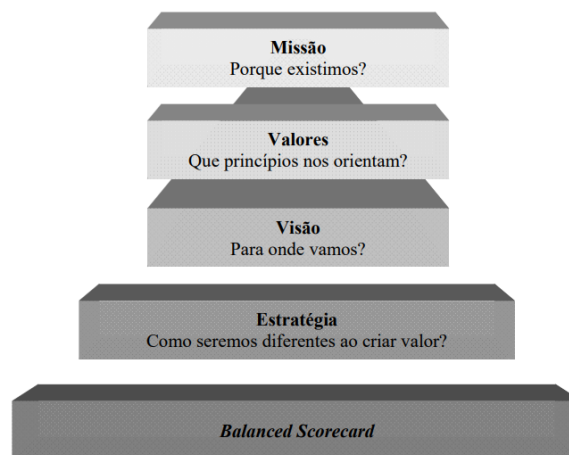 Missão
Porque existimos?
Valores
Que princípios nos orientam?
Visão
Para onde vamos?
Estratégia
Como seremos diferentes ao criar valor?
Balanced Scorecard